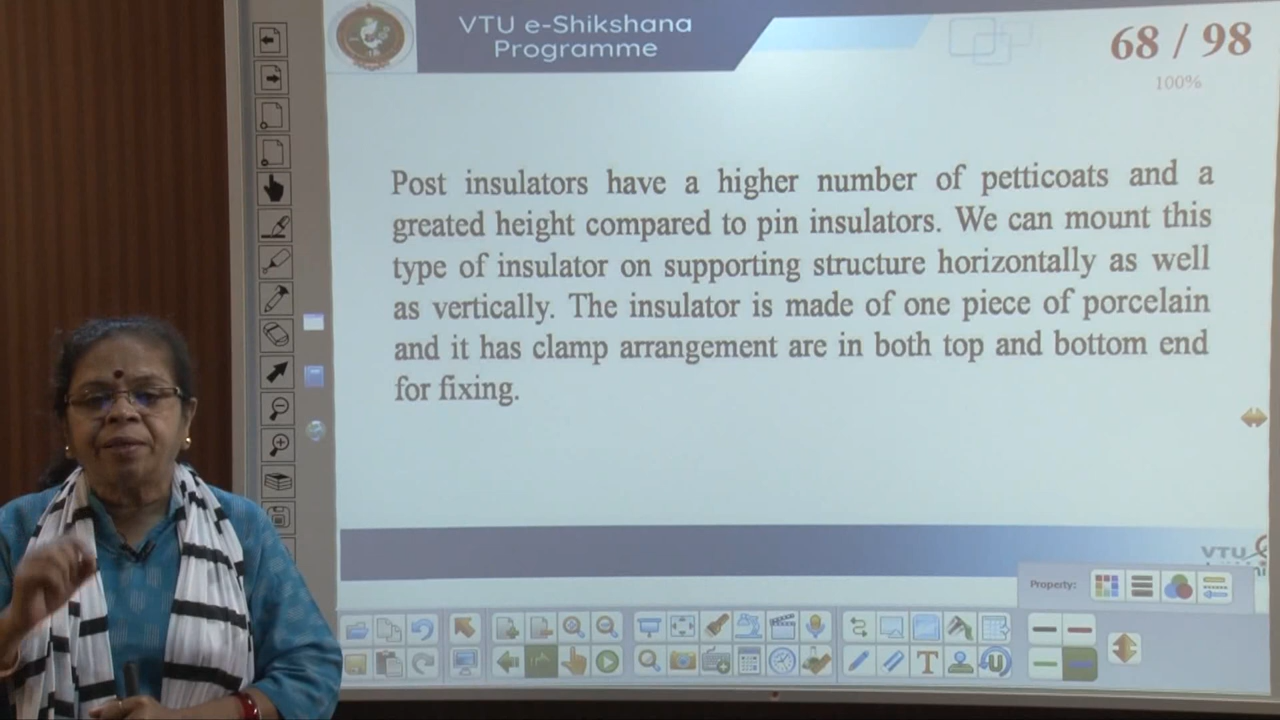 VTU e-Shikshana
Programme
68 / 98
100%
Post insulators have a higher number of petticoats and a
greated height compared to pin insulators. We can mount this
type of insulator on supporting structure horizontally as well
as vertically. The insulator is made of one piece of porcelain
and it has clamp arrangement are in both top and bottom end
for fixing.
VTU
Property: